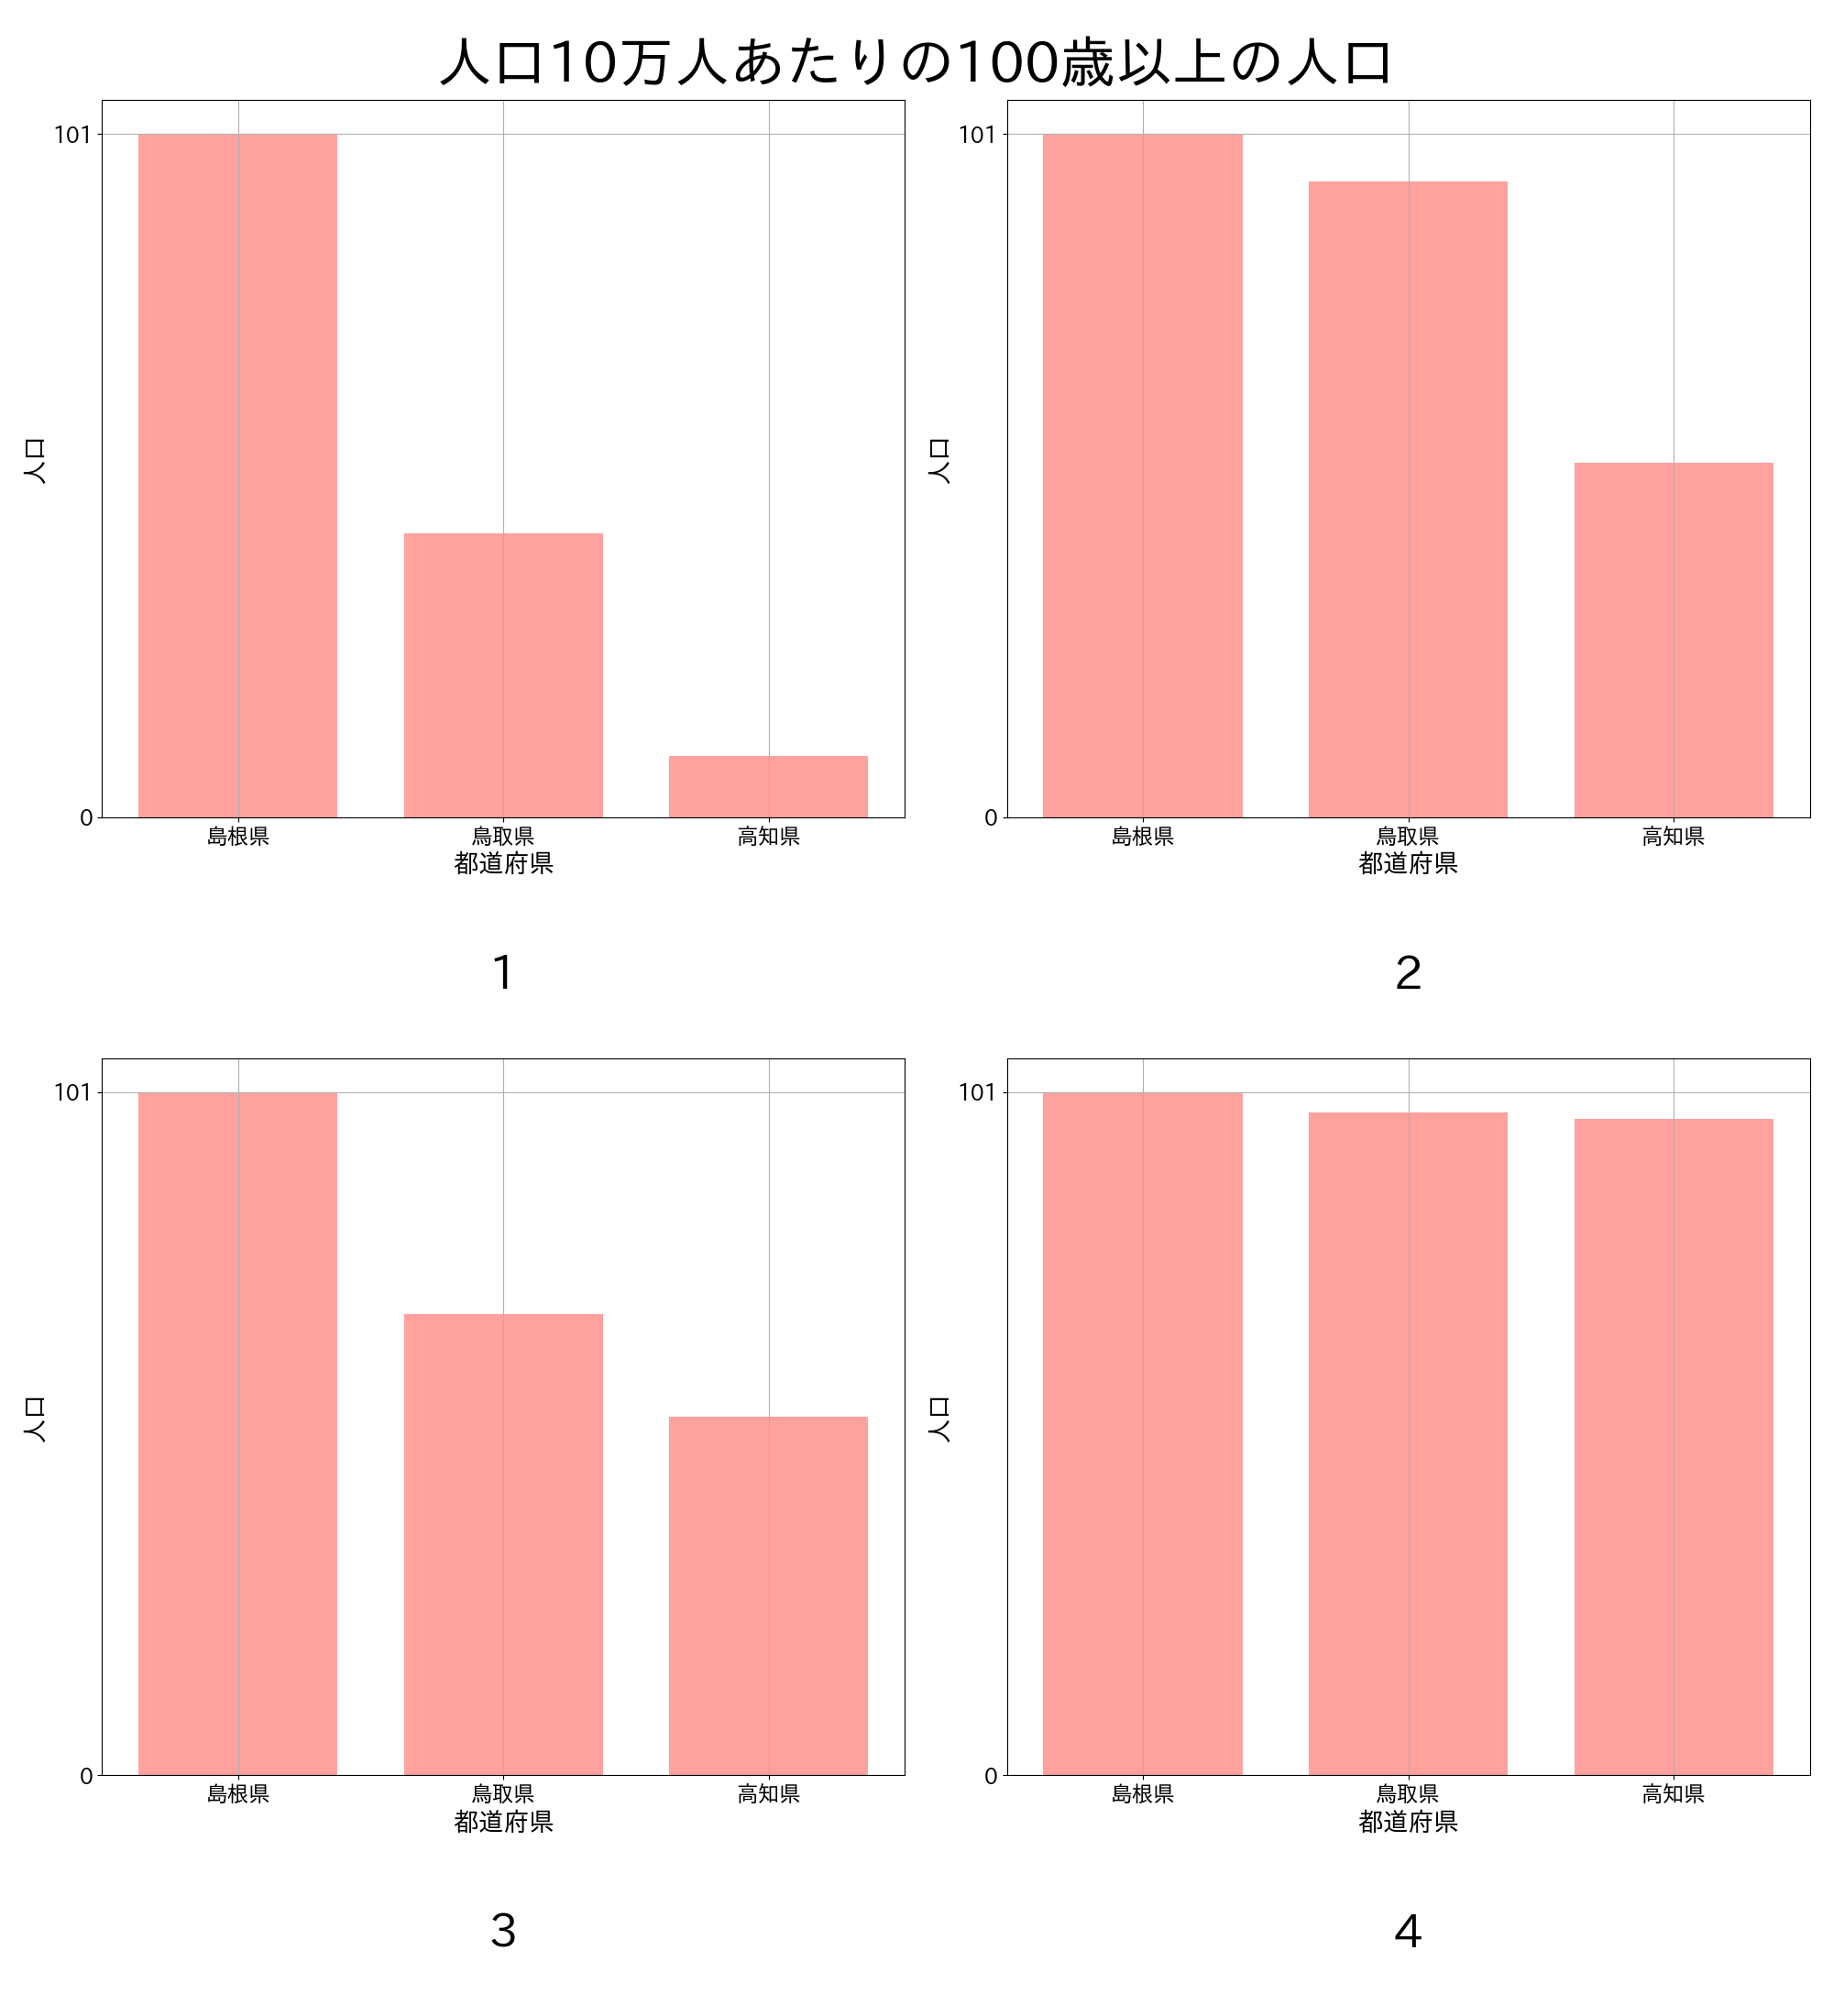 人口10万人あたりの100歳以上の人口
101
人口
0
島根県 鳥取県 高知県
都道府県
1
101
人口
0
島根県 鳥取県 高知県
都道府県
2
101
人口
0
島根県 鳥取県 高知県
都道府県
3
101
人口
0
島根県 鳥取県 高知県
都道府県
4